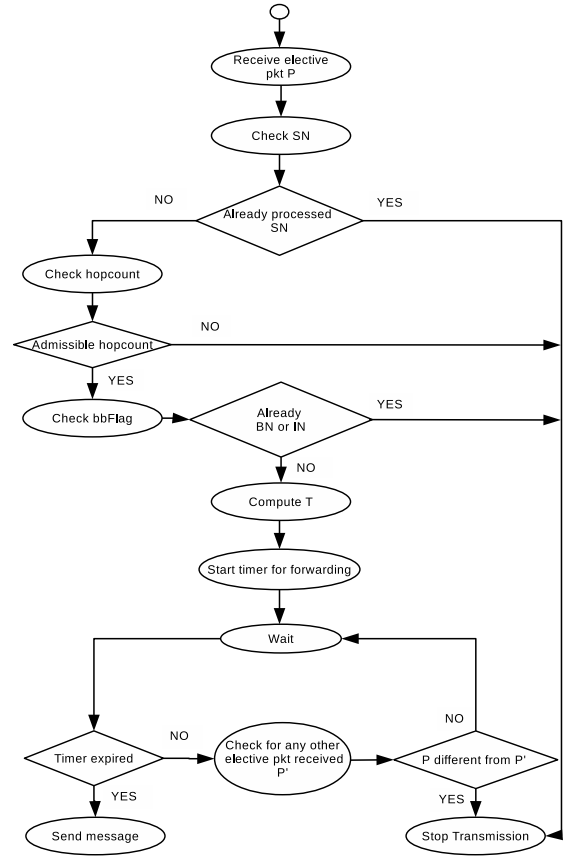 Receive elective
pkt P
Check SN
NO
YES
Already processed
SN
Check hopcount
NO
Admissible hopcount
YES
Check bbFlag
Already
BN or IN
YES
NO
Compute T
Start timer for forwarding
Wait
NO
NO
Timer expired
Check for any other
elective pkt received
P'
P different from P'
YES
YES
Send message
Stop Transmission